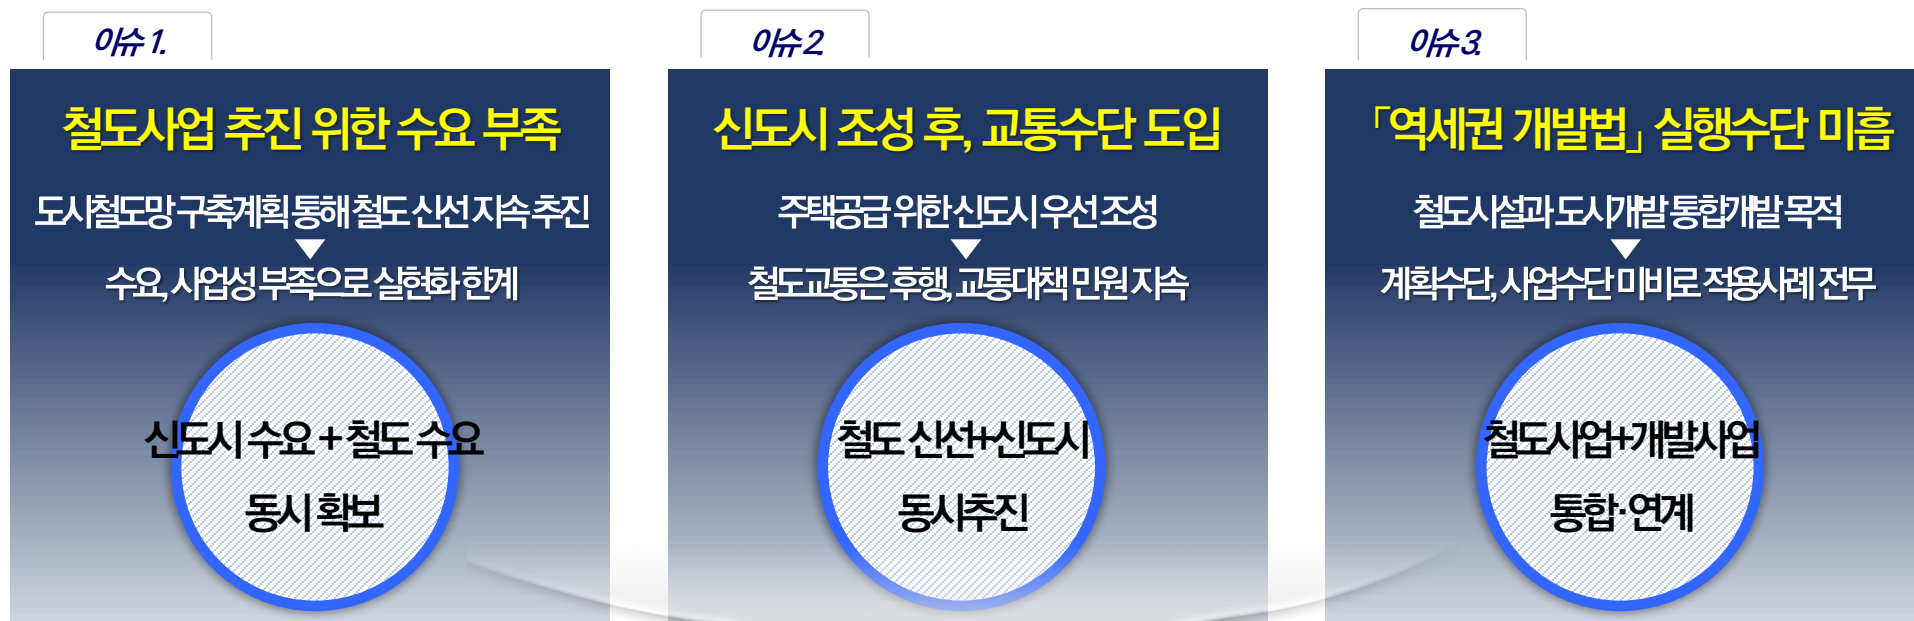 이슈 1.
철도사업 추진 위한 수요 부족
도시철도망 구축계획 통해 철도 신선 지속 추진
수요, 사업성 부족으로 실현화 한계
신도시 수요 + 철도 수요
동시 확보
이슈 2.
신도시 조성 후, 교통수단 도입
주택공급 위한 신도시 우선 조성
철도교통은 후행, 교통대책 민원 지속
철도 신선+신도시
동시추진
이슈 3.
「역세권 개발법」 실행수단 미흡
철도시설과 도시개발 통합개발 목적
계획수단, 사업수단 미비로 적용사례 전무
철도사업+개발사업
통합·연계